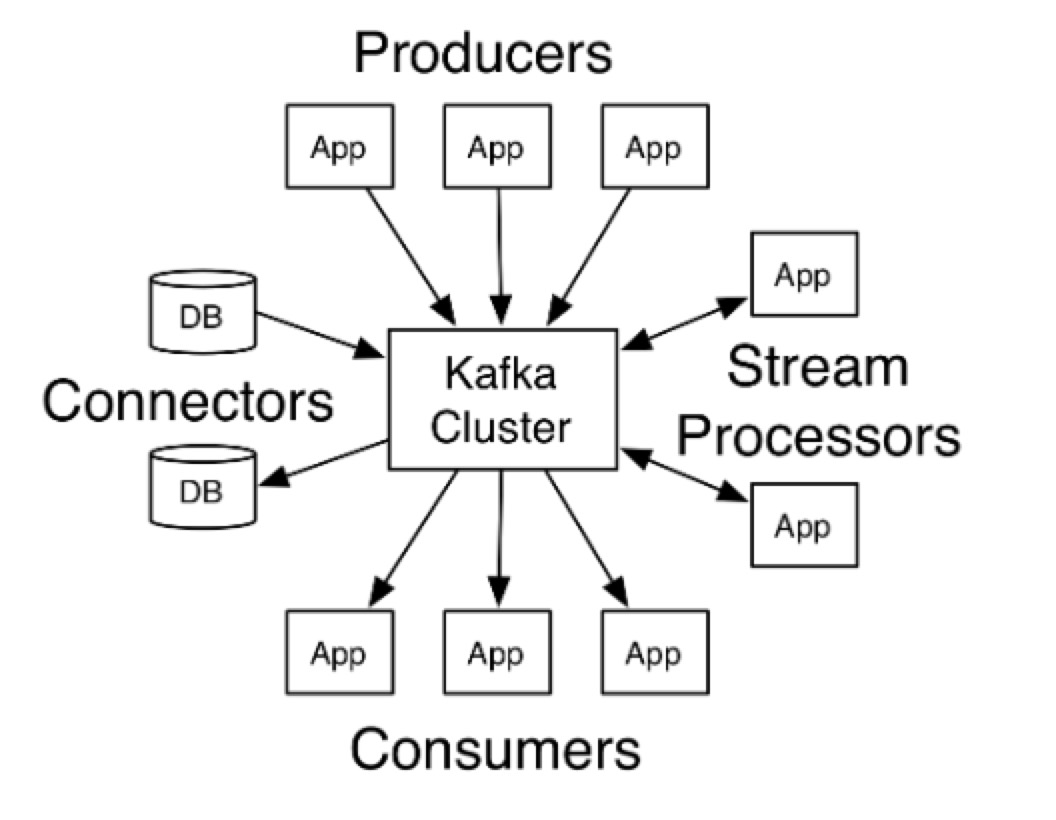 Producers
App
App
App
App
DB
Kafka
Cluster
Stream
Processors
Connectors
DB
App
App
App
App
Consumers